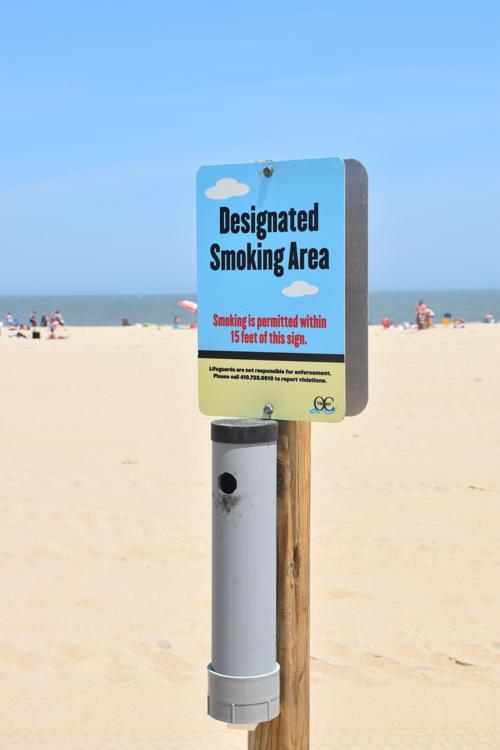 Designated
Smoking Area
Smoking is permitted within
15 feet of this sign.
Lifeguards are not responsible for enforcement.
Please call 410.723.6610 to report violations.
OC